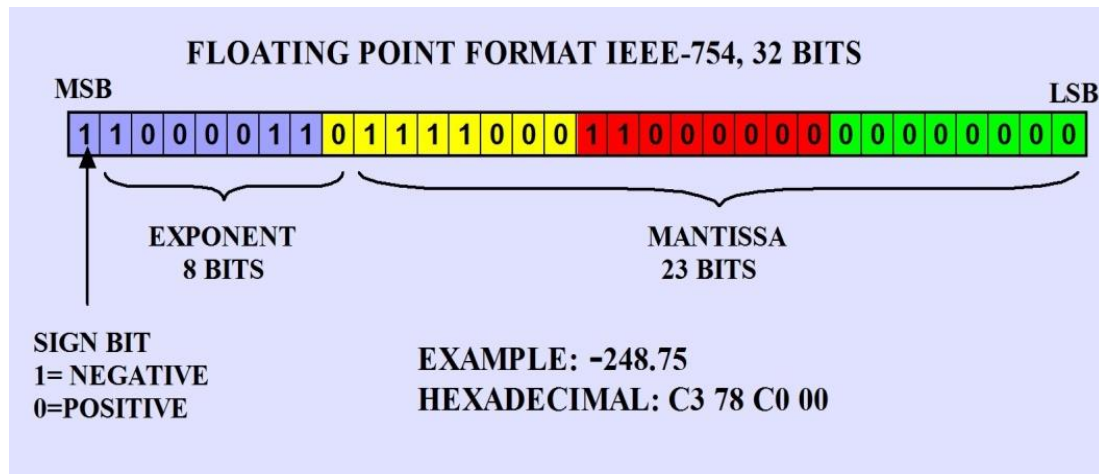 FLOATING POINT FORMAT IEEE-754, 32 BITS
MSB
LSB
1 1 0 0 0 0 1 1 0 1 1 1 1 0 0 0 1 1 0 0 0 0 0 0 0 0 0 0 0 0 0 0
EXPONENT
8 BITS
MANTISSA
23 BITS
SIGN BIT
1= NEGATIVE
0=POSITIVE
EXAMPLE: -248.75
HEXADECIMAL: C3 78 C0 00